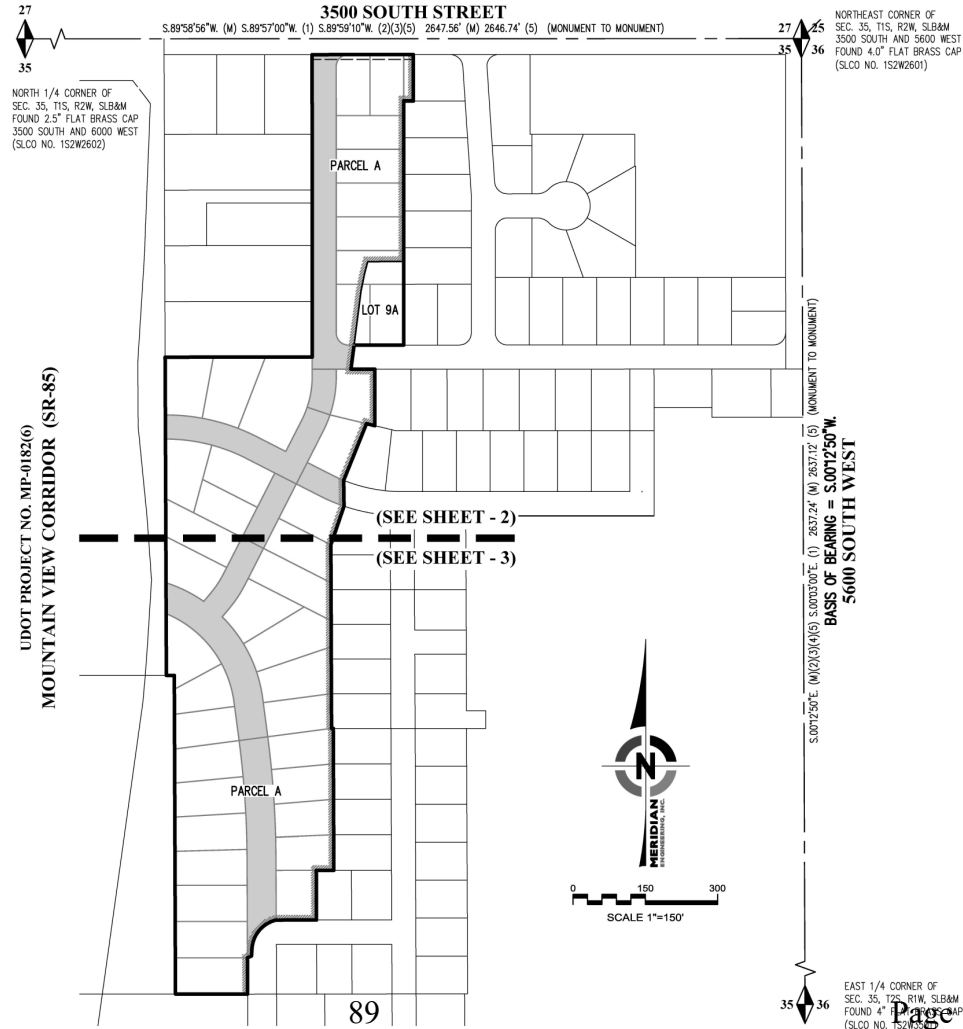 27
35
3500 SOUTH STREET
S.89°58'56"W. (M) S.89°57'00"W. (1) S.89°59'10"W. (2)(3)(5) 2647.56' (M) 2646.74' (5) (MONUMENT TO MONUMENT)
27 25
35 36
NORTHEAST CORNER OF
SEC. 35, T1S, R2W, SLB&M
3500 SOUTH AND 5600 WEST
FOUND 4.0" FLAT BRASS CAP
(SLCO NO. 1S2W2601)
NORTH 1/4 CORNER OF
SEC. 35, T1S, R2W, SLB&M
FOUND 2.5" FLAT BRASS CAP
3500 SOUTH AND 6000 WEST
(SLCO NO. 1S2W2602)
PARCEL A
LOT 9A
UDOT PROJECT NO. MP-0182(6)
MOUNTAIN VIEW CORRIDOR (SR-85)
(SEE SHEET - 2)
(SEE SHEET - 3)
S.00°12'50"E. (M)(2)(3)(4)(5) S.00°03'00"E. (1) 2637.24' (M) 2637.12' (5) (MONUMENT TO MONUMENT)
BASIS OF BEARING = S.00°12'50"W.
5600 SOUTH WEST
PARCEL A
N
MERIDIAN
ENGINEERING, INC.
0 150 300
SCALE 1"=150'
35 36
EAST 1/4 CORNER OF
SEC. 35, T2S, R1W, SLB&M
FOUND 4" FLAT BRASS CAP
(SLCO NO. 1S2W3501)
89
Page